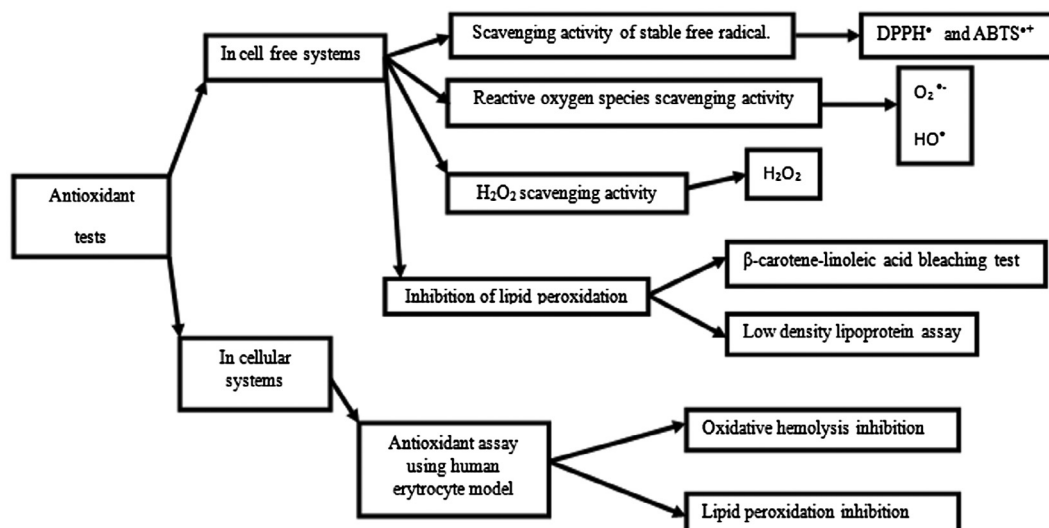 Antioxidant
tests
In cell free systems
Scavenging activity of stable free radical.
DPPH• and ABTS•+
Reactive oxygen species scavenging activity
O₂•-
HO•
H₂O₂ scavenging activity
H₂O₂
Inhibition of lipid peroxidation
β-carotene-linoleic acid bleaching test
Low density lipoprotein assay
In cellular
systems
Antioxidant assay
using human
erytrocyte model
Oxidative hemolysis inhibition
Lipid peroxidation inhibition